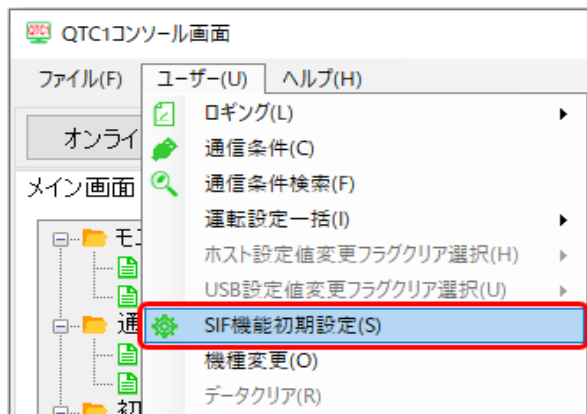 QTC1コンソール画面
ファイル(F) ユーザー(U) ヘルプ(H)
オンライ
メイン画面
ロギング(L)
通信条件(C)
通信条件検索(F)
運転設定一括(I)
ホスト設定値変更フラグクリア選択(H)
USB設定値変更フラグクリア選択(U)
SIF機能初期設定(S)
機種変更(O)
データクリア(R)
モ
通
初